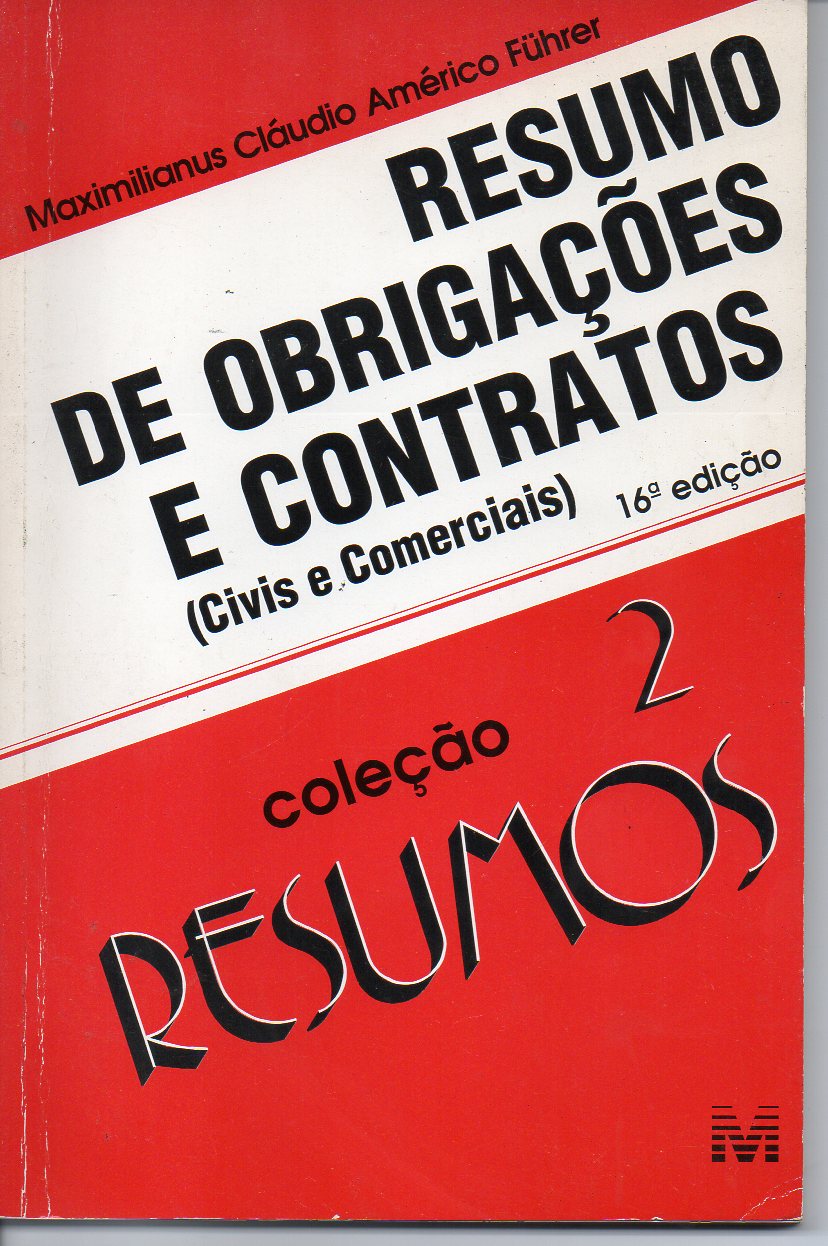 Maximilianus Cláudio Américo Führer
RESUMO
DE OBRIGAÇÕES
E CONTRATOS
(Civis e Comerciais)
16ª edição
2
coleção
RESUMOS
M